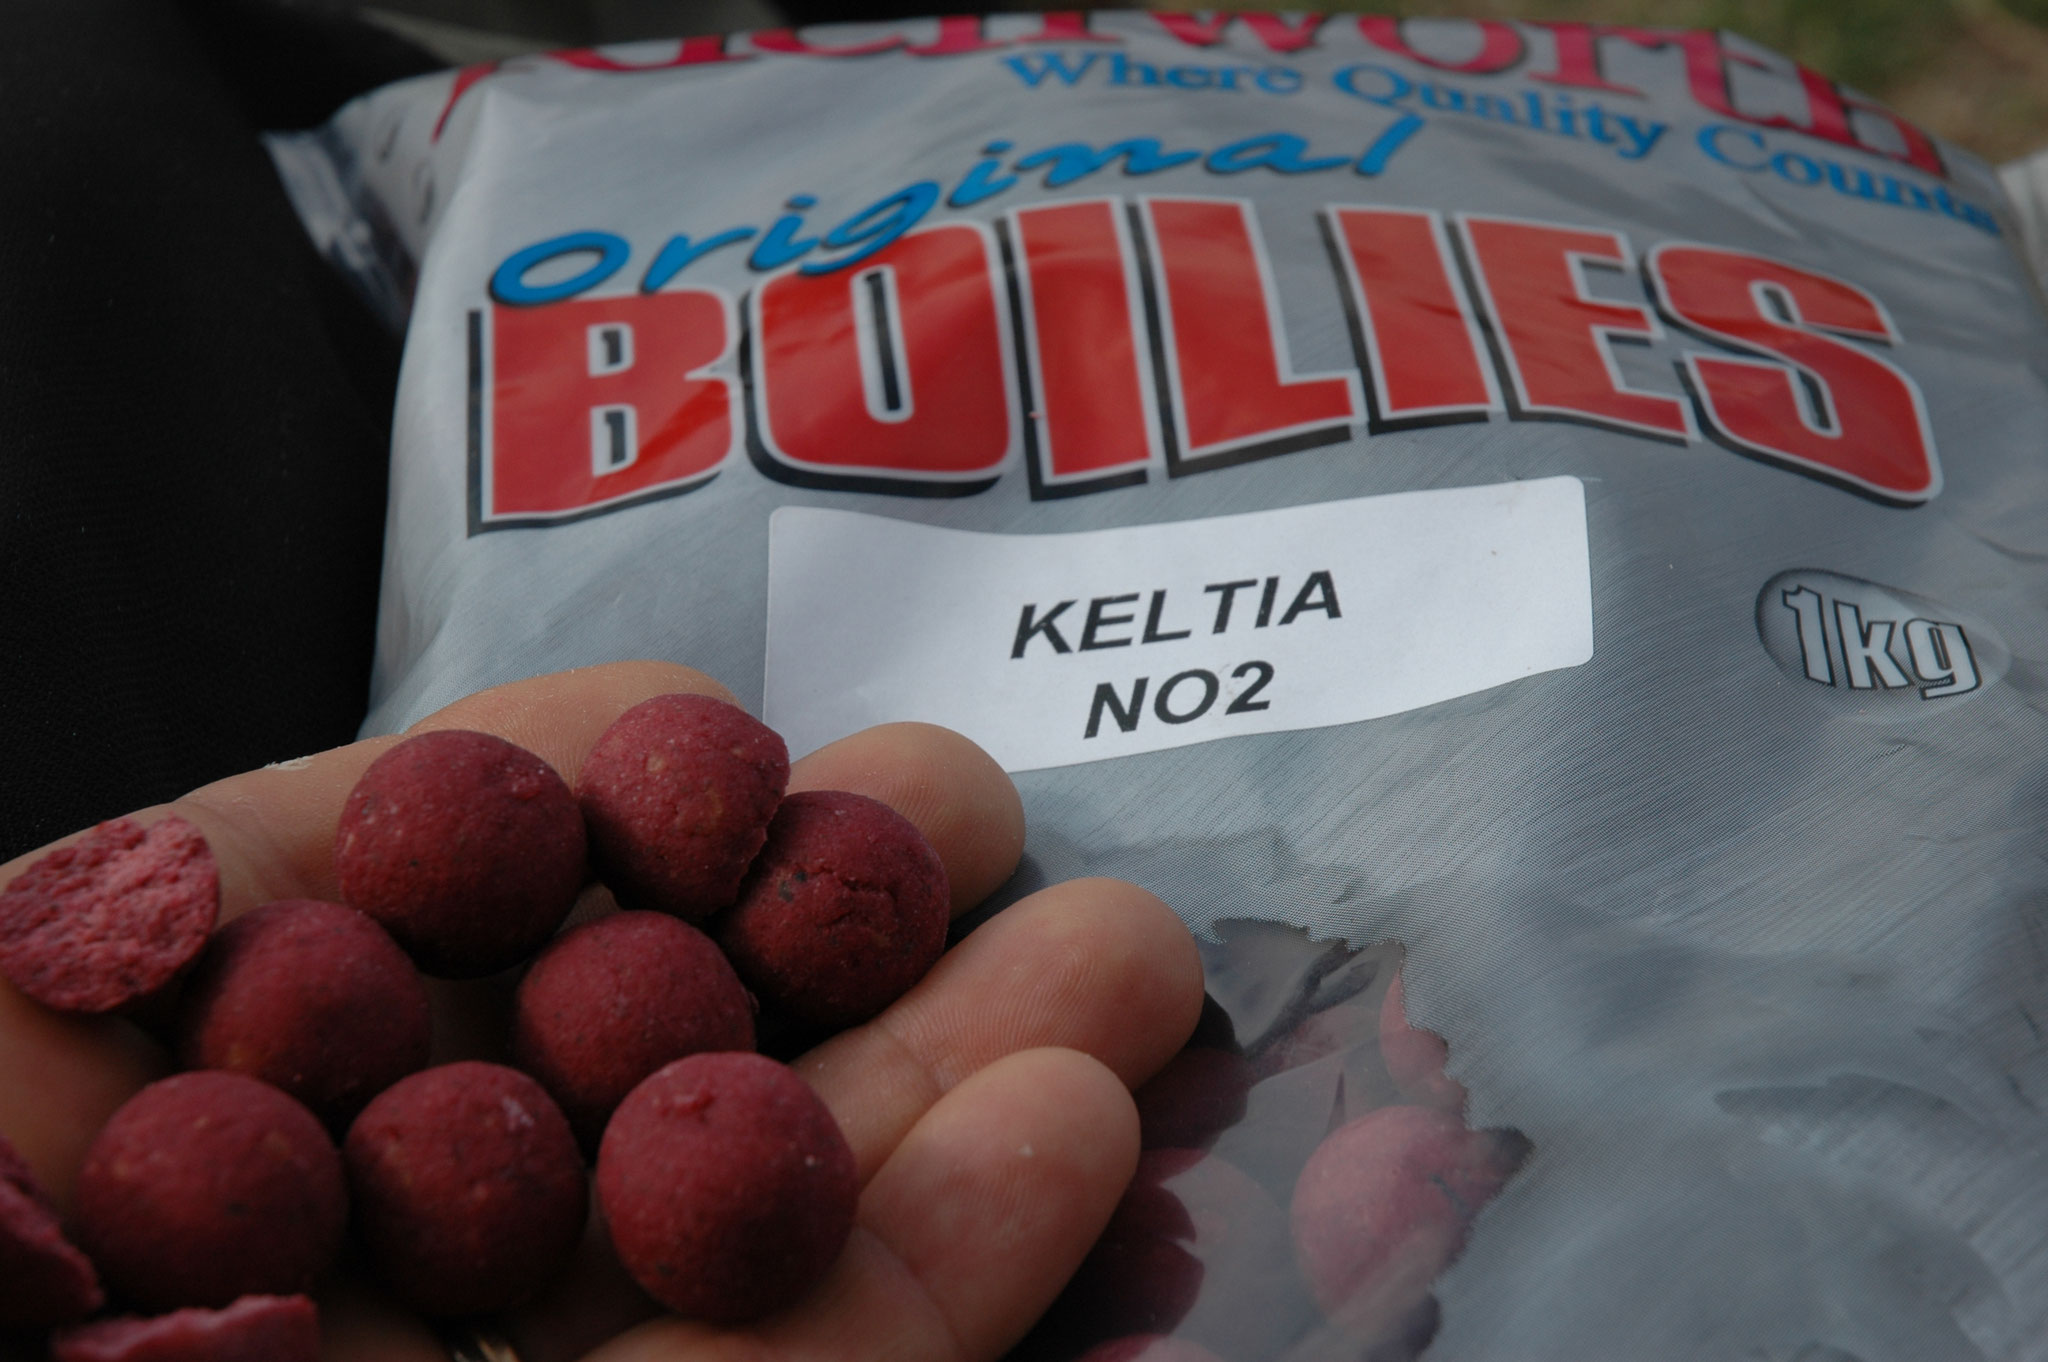 Where Quality Counts
original
BOILIES
KELTIA
NO2
1kg